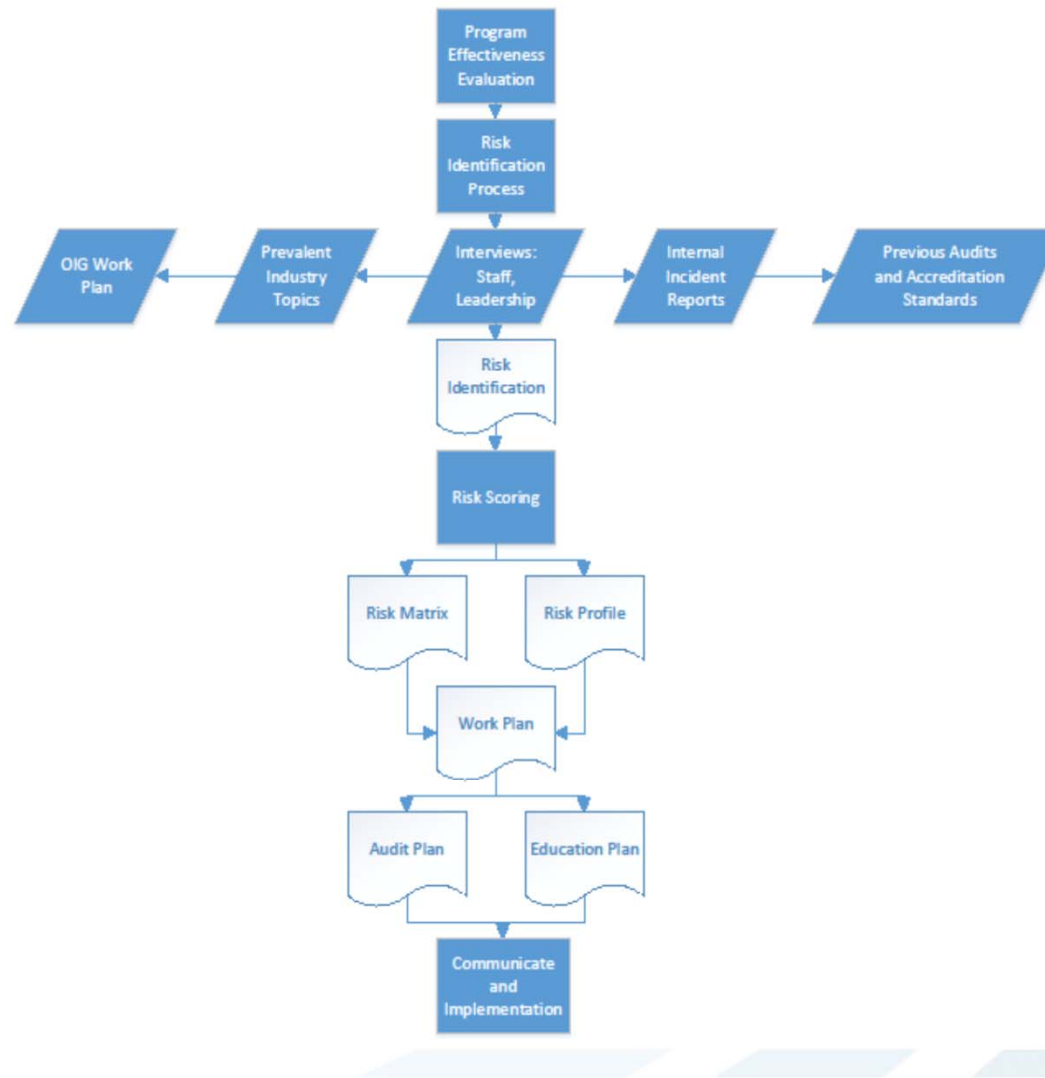 Program
Effectiveness
Evaluation
Risk
Identification
Process
OIG Work
Plan
Prevalent
Industry
Topics
Interviews:
Staff,
Leadership
Internal
Incident
Reports
Previous Audits
and Accreditation
Standards
Risk
Identification
Risk Scoring
Risk Matrix
Risk Profile
Work Plan
Audit Plan
Education Plan
Communicate
and
Implementation